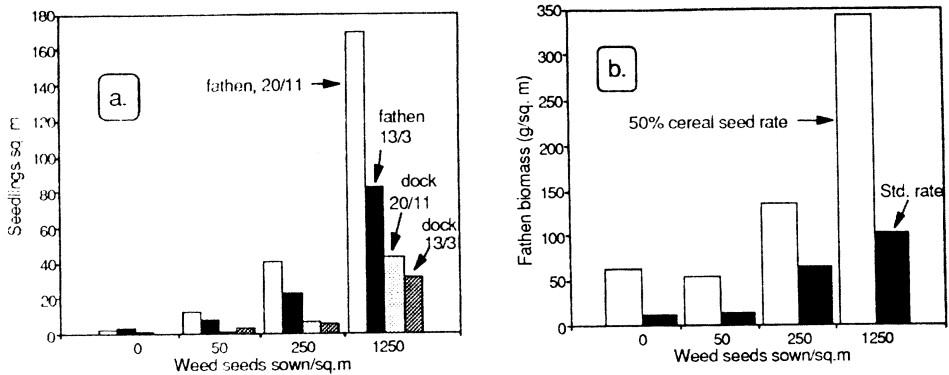 180
160
140
120
100
80
60
40
20
0
Seedlings/sq. m
a.
fathen, 20/11
fathen
13/3
dock
20/11
dock
13/3
0
50
250
1250
Weed seeds sown/sq.m
350
300
250
200
150
100
50
0
Fathen biomass (g/sq. m)
b.
50% cereal seed rate
Std. rate
0
50
250
1250
Weed seeds sown/sq.m